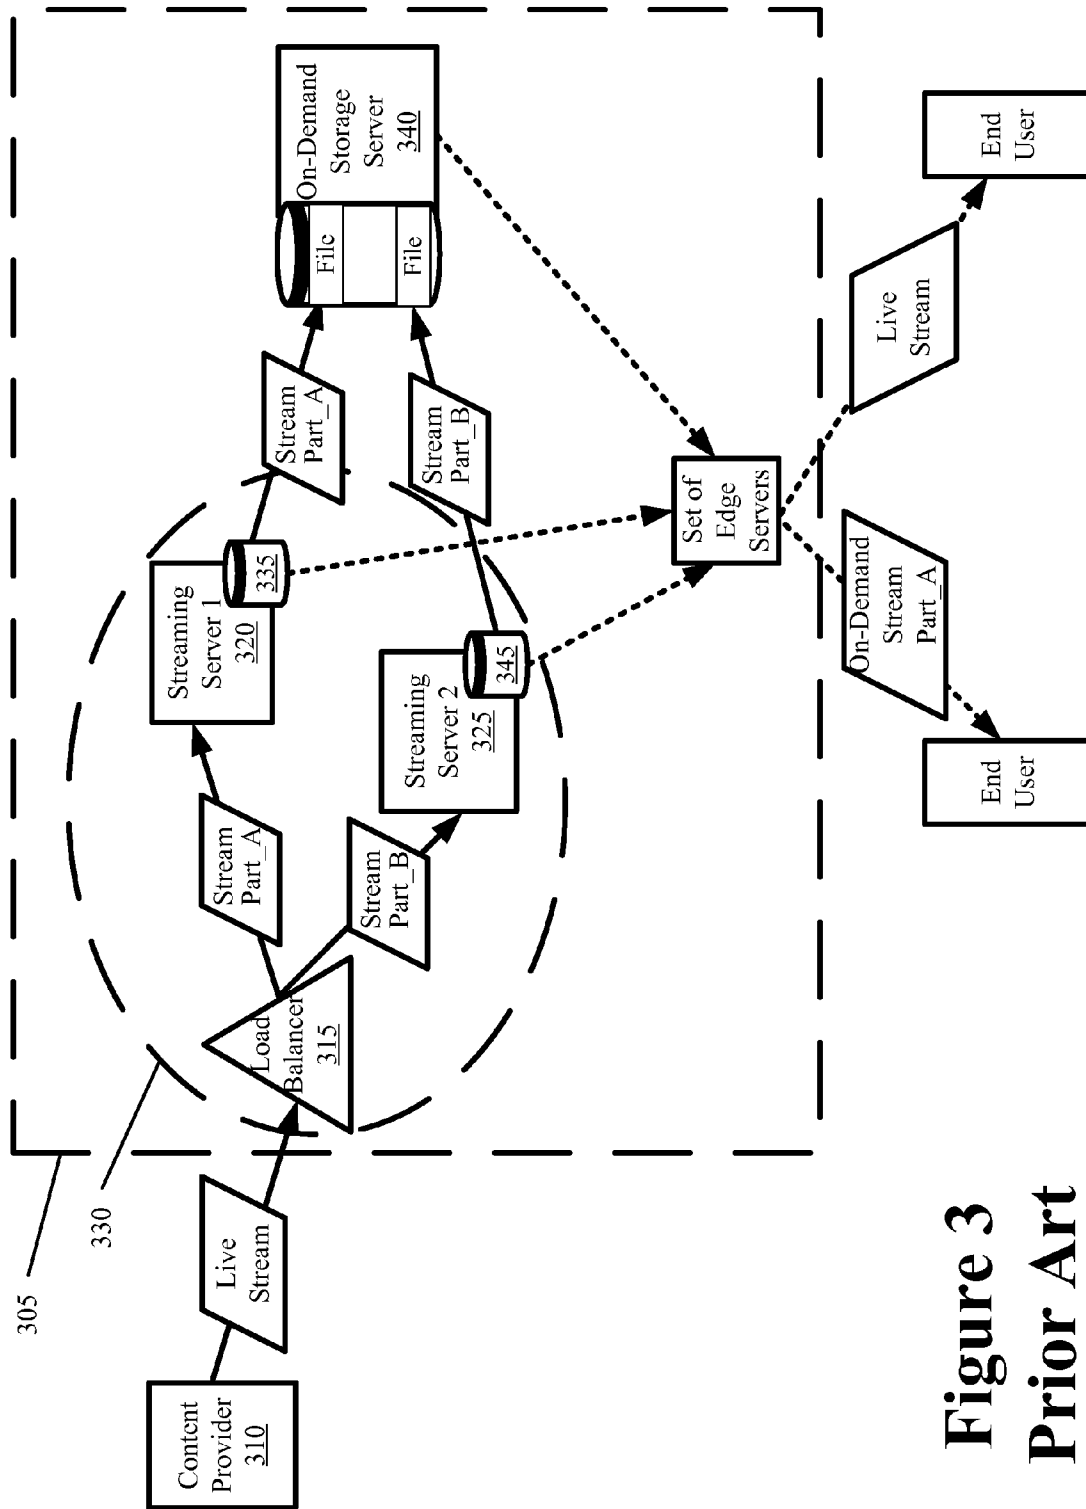 305
330
Content
Provider
310
Live
Stream
Load
Balancer
315
Stream
Part_A
Stream
Part_B
Streaming
Server 1
320
335
Streaming
Server 2
325
345
Stream
Part_A
Stream
Part_B
File
File
On-Demand
Storage
Server
340
Set of
Edge
Servers
On-Demand
Stream
Part_A
Live
Stream
End
User
End
User
Figure 3
Prior Art